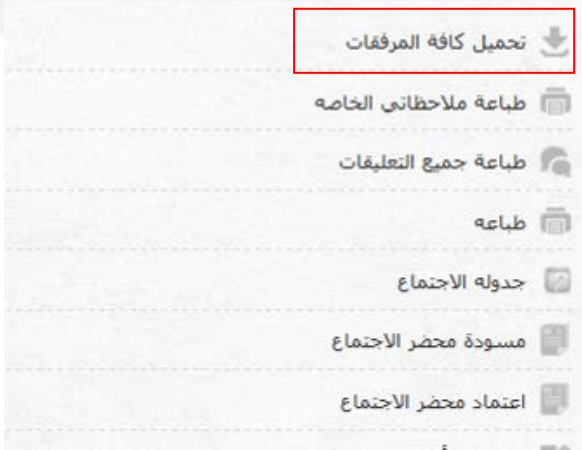 تحميل كافة المرفقات
طباعة ملاحظاتي الخاصه
طباعة جميع التعليقات
طباعه
جدوله الاجتماع
مسودة محضر الاجتماع
اعتماد محضر الاجتماع